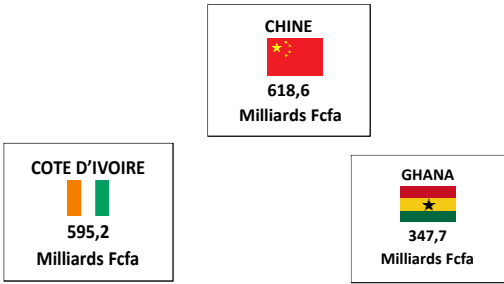 CHINE
618,6
Milliards Fcfa
COTE D'IVOIRE
595,2
Milliards Fcfa
GHANA
347,7
Milliards Fcfa